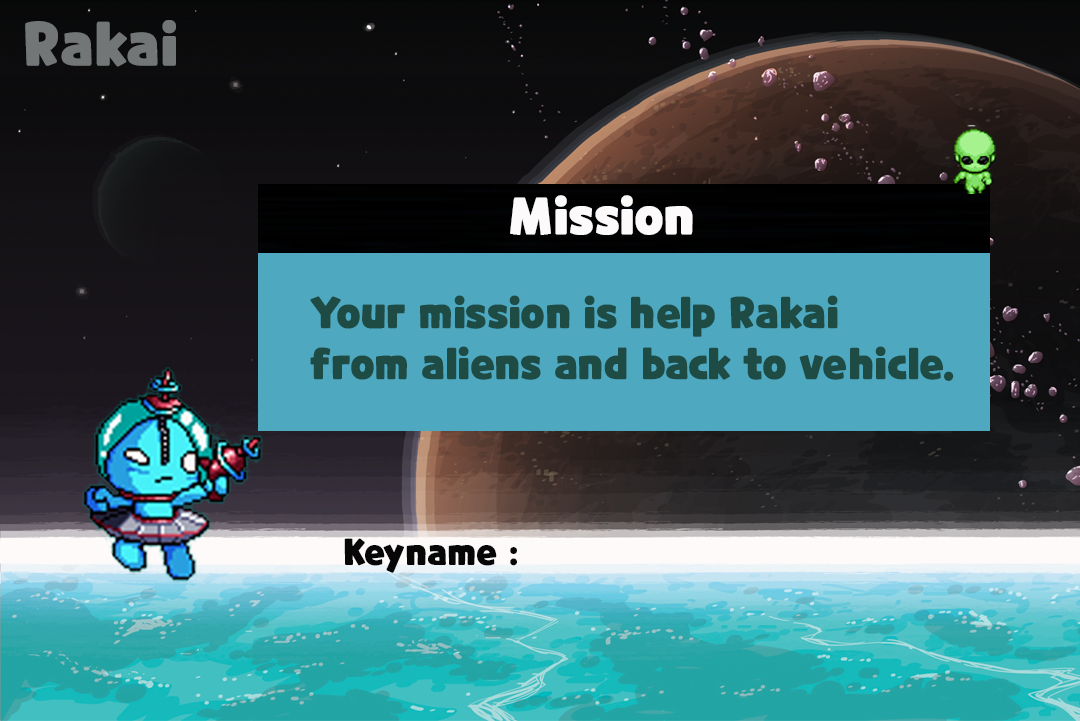 Rakai
Mission
Your mission is help Rakai
from aliens and back to vehicle.
Keyname :